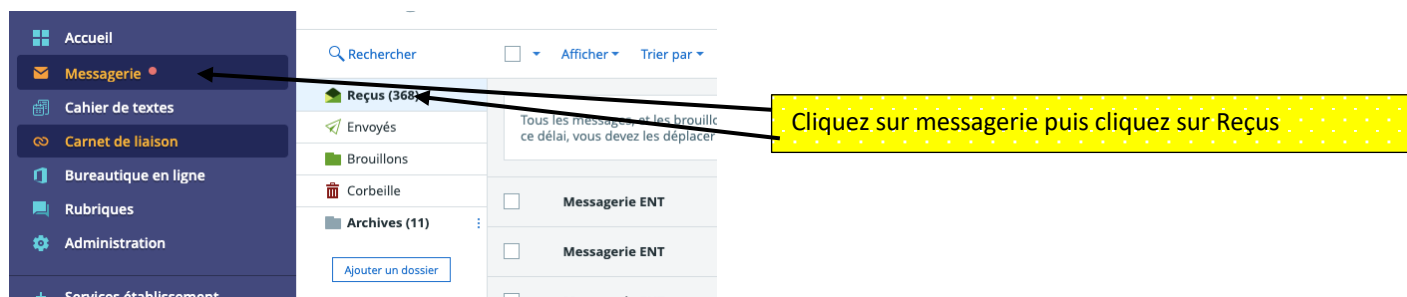 Accueil
Messagerie
Cahier de textes
Carnet de liaison
Bureautique en ligne
Rubriques
Administration
Services établissement
Rechercher
Reçus (368)
Envoyés
Brouillons
Corbeille
Archives (11)
Ajouter un dossier
Afficher
Trier par
Tous les messages, et les brouillo
ce délai, vous devez les déplacer
Messagerie ENT
Messagerie ENT
Cliquez sur messagerie puis cliquez sur Reçus